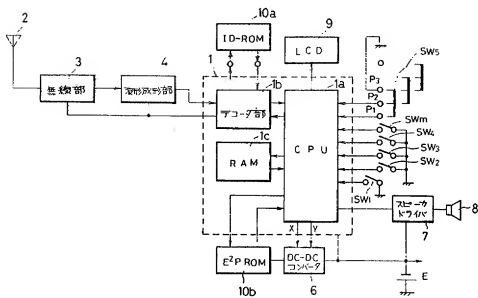 10a
2
ID-ROM
9
3
4
1
LCD
SW5
1b
1a
P3
無線部
波形成形部
デコーダ部
P2
P1
1c
CPU
SWm
RAM
SW4
SW3
SW2
SW1
スピーカ
ドライバ
8
7
X
Y
E²PROM
DC-DC
コンバータ
E
10b
6